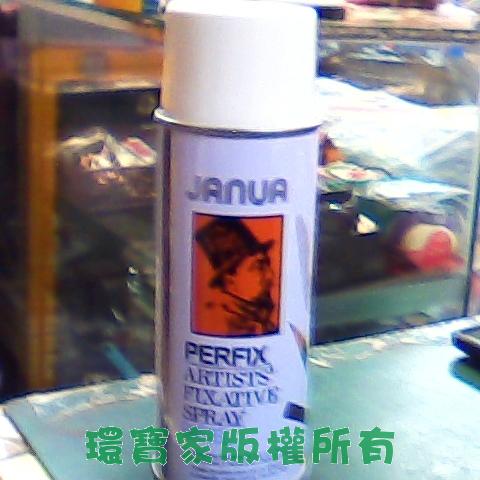 JANUA
PERFIX
ARTISTS
FIXATIVE
SPRAY
環寶家版權所有